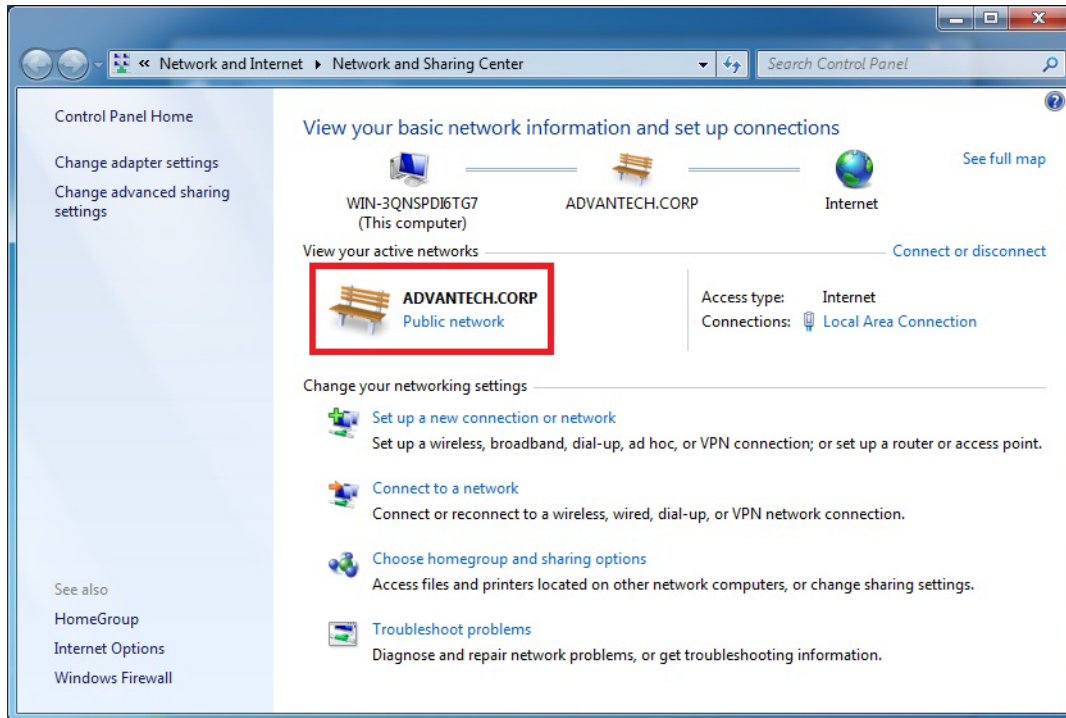 « Network and Internet ▸ Network and Sharing Center
Search Control Panel
Control Panel Home
Change adapter settings
Change advanced sharing
settings
See also
HomeGroup
Internet Options
Windows Firewall
View your basic network information and set up connections
See full map
WIN-3QNSPDI6TG7
(This computer)
ADVANTECH.CORP
Internet
View your active networks
Connect or disconnect
ADVANTECH.CORP
Public network
Access type: Internet
Connections: Local Area Connection
Change your networking settings
Set up a new connection or network
Set up a wireless, broadband, dial-up, ad hoc, or VPN connection; or set up a router or access point.
Connect to a network
Connect or reconnect to a wireless, wired, dial-up, or VPN network connection.
Choose homegroup and sharing options
Access files and printers located on other network computers, or change sharing settings.
Troubleshoot problems
Diagnose and repair network problems, or get troubleshooting information.